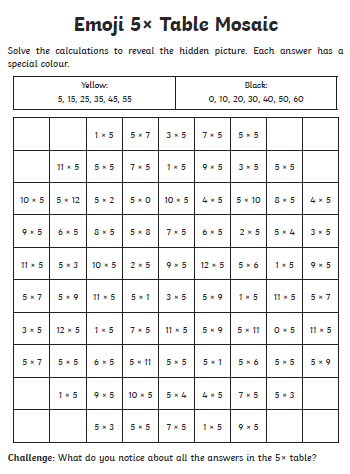 Emoji 5× Table Mosaic
Solve the calculations to reveal the hidden picture. Each answer has a
special colour.
Yellow: Black:
5, 15, 25, 35, 45, 55 0, 10, 20, 30, 40, 50, 60
1 × 5 5 × 7 3 × 5 7 × 5 5 × 5
11 × 5 5 × 5 7 × 5 1 × 5 9 × 5 3 × 5 5 × 5
10 × 5 5 × 12 5 × 2 5 × 0 10 × 5 4 × 5 5 × 10 8 × 5 4 × 5
9 × 5 6 × 5 8 × 5 5 × 8 7 × 5 6 × 5 2 × 5 5 × 4 3 × 5
11 × 5 5 × 3 10 × 5 2 × 5 9 × 5 12 × 5 5 × 6 1 × 5 9 × 5
5 × 7 5 × 9 11 × 5 5 × 1 3 × 5 5 × 9 1 × 5 11 × 5 5 × 7
3 × 5 12 × 5 1 × 5 7 × 5 11 × 5 5 × 9 5 × 11 0 × 5 11 × 5
5 × 7 5 × 5 6 × 5 5 × 11 5 × 5 5 × 1 5 × 6 5 × 5 5 × 9
1 × 5 9 × 5 10 × 5 5 × 4 4 × 5 7 × 5 5 × 3
5 × 3 5 × 5 7 × 5 1 × 5 9 × 5
Challenge: What do you notice about all the answers in the 5× table?